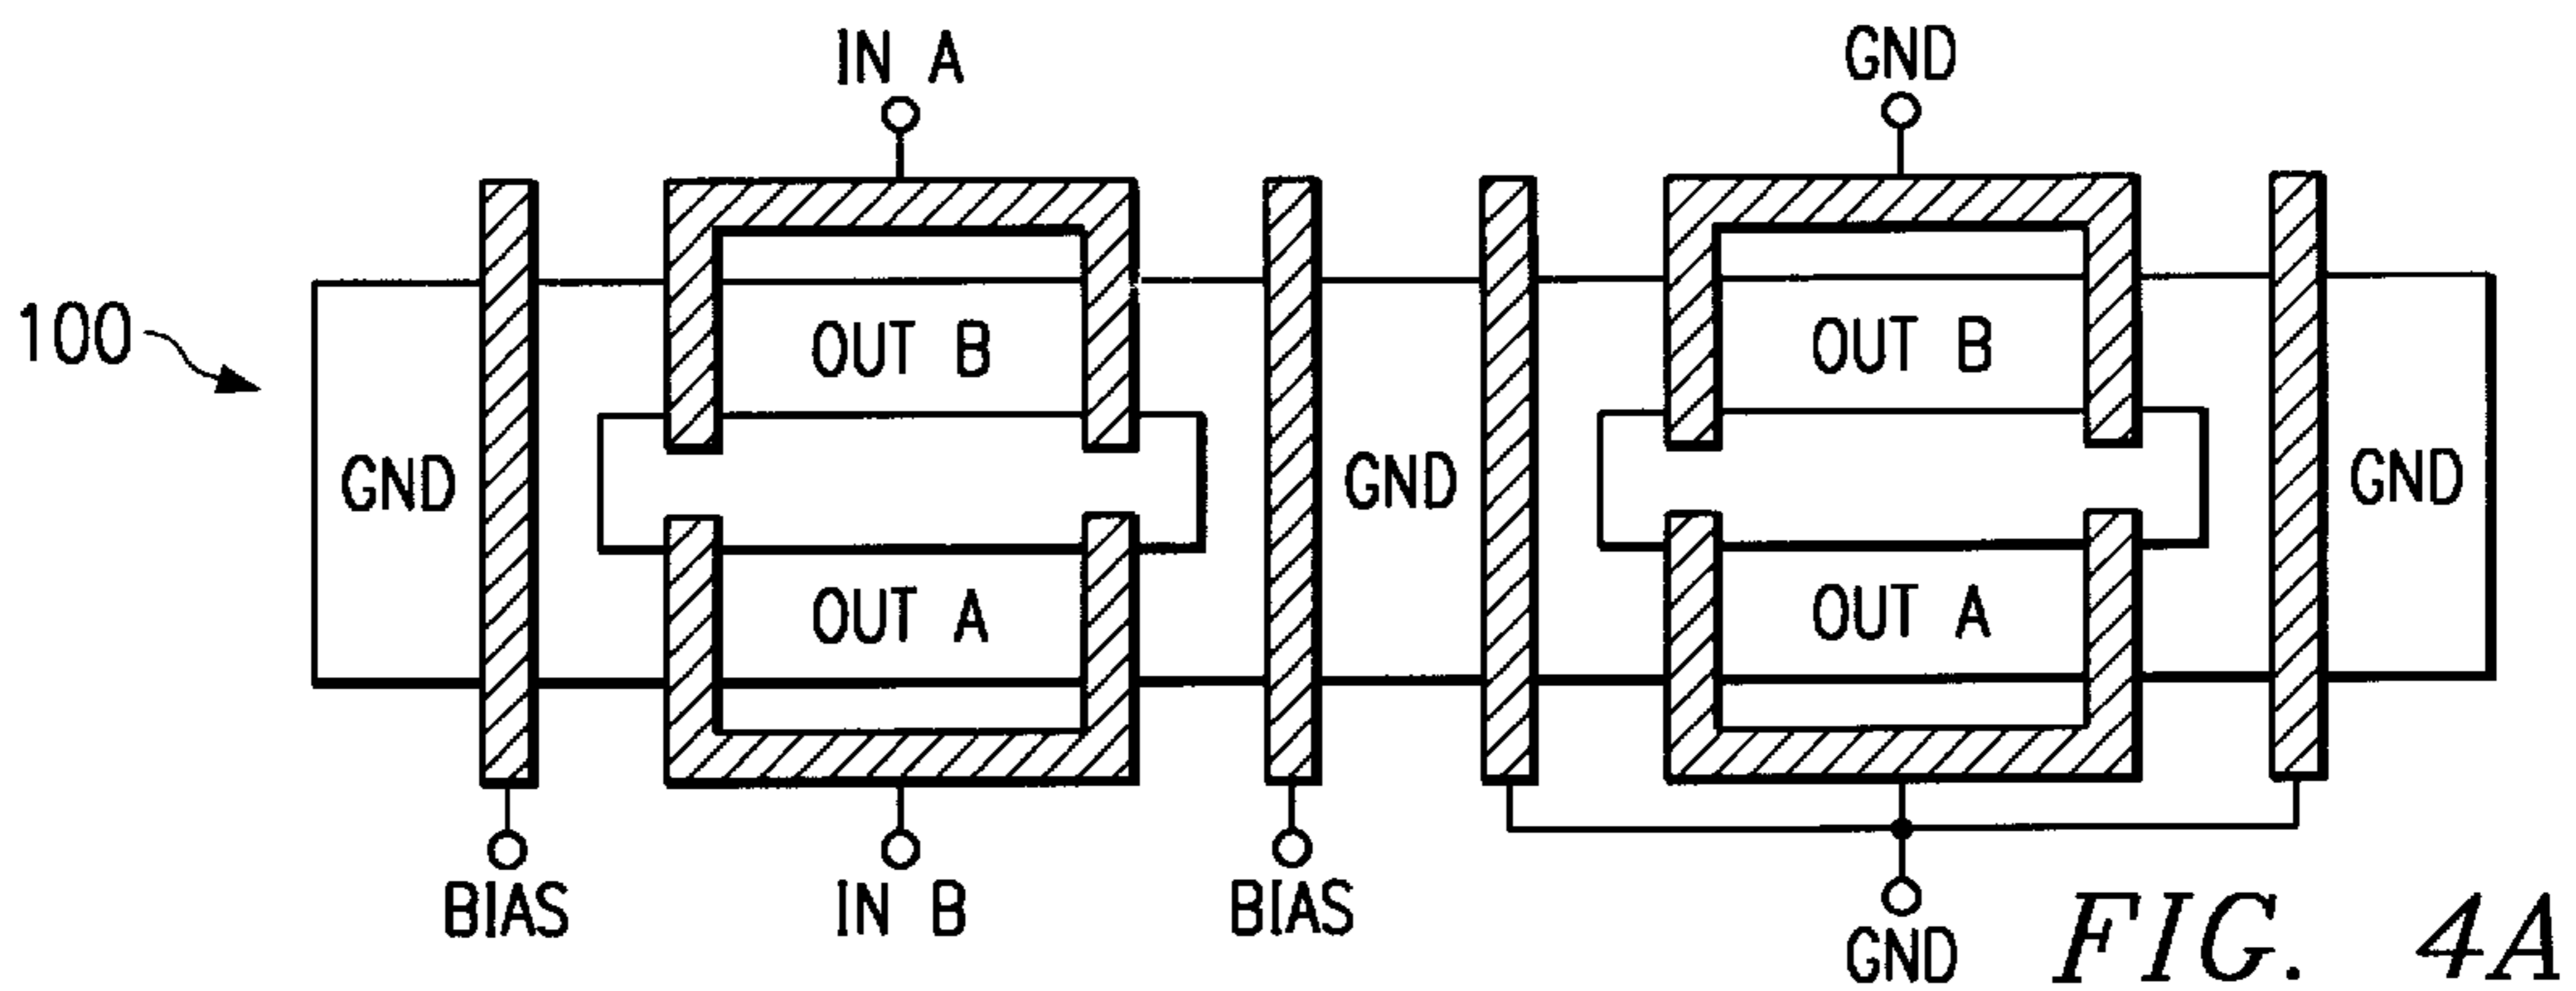 IN A
GND
100
OUT B
OUT B
GND
GND
GND
OUT A
OUT A
BIAS
IN B
BIAS
GND
FIG. 4A